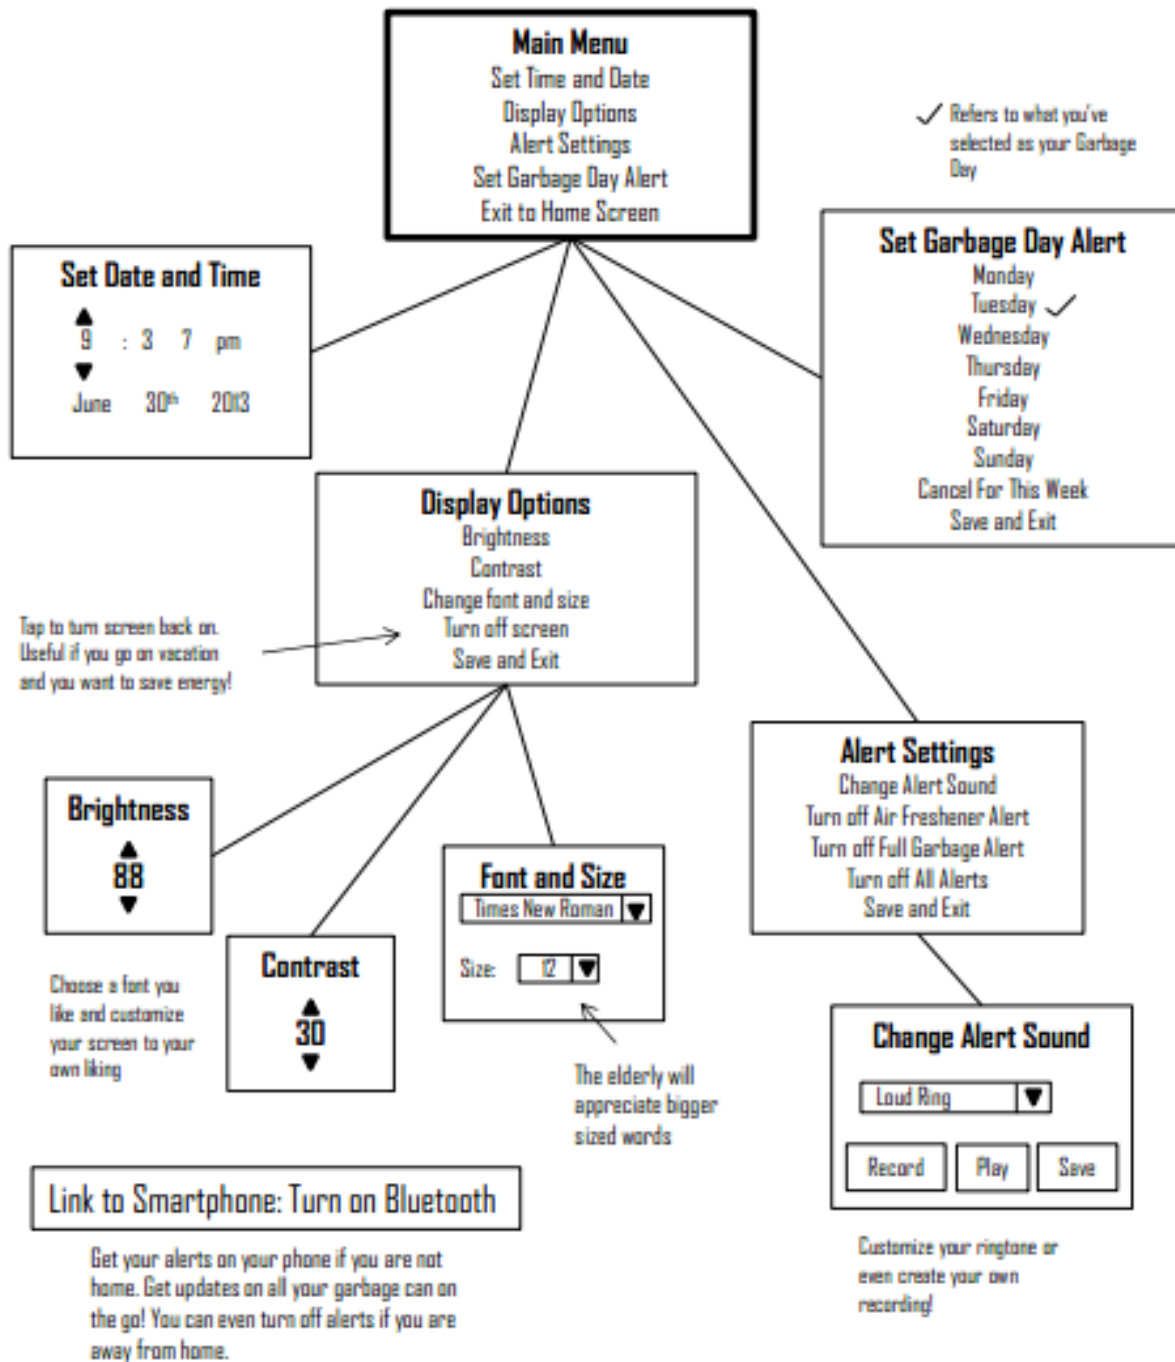 Main Menu
Set Time and Date
Display Options
Alert Settings
Set Garbage Day Alert
Exit to Home Screen
Refers to what you've
selected as your Garbage
Day
Set Date and Time
9 : 3 7 pm
June 30th 2013
Set Garbage Day Alert
Monday
Tuesday
Wednesday
Thursday
Friday
Saturday
Sunday
Cancel For This Week
Save and Exit
Display Options
Brightness
Contrast
Change font and size
Turn off screen
Save and Exit
Tap to turn screen back on.
Useful if you go on vacation
and you want to save energy!
Alert Settings
Change Alert Sound
Turn off Air Freshener Alert
Turn off Full Garbage Alert
Turn off All Alerts
Save and Exit
Brightness
88
Choose a font you
like and customize
your screen to your
own liking
Contrast
30
Font and Size
Times New Roman
Size: 12
The elderly will
appreciate bigger
sized words
Change Alert Sound
Loud Ring
Record Play Save
Customize your ringtone or
even create your own
recording!
Link to Smartphone: Turn on Bluetooth
Get your alerts on your phone if you are not
home. Get updates on all your garbage can on
the go! You can even turn off alerts if you are
away from home.